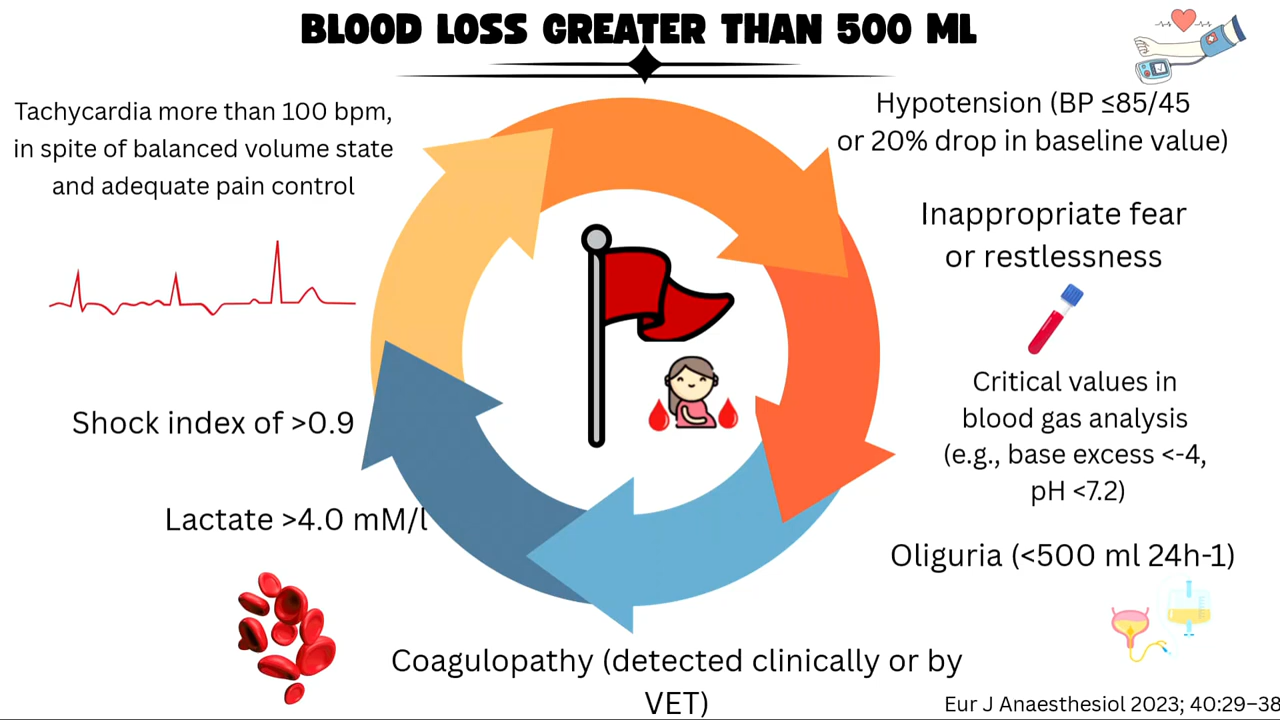 BLOOD LOSS GREATER THAN 500 ML
Tachycardia more than 100 bpm,
in spite of balanced volume state
and adequate pain control
Hypotension (BP ≤85/45
or 20% drop in baseline value)
Inappropriate fear
or restlessness
Critical values in
blood gas analysis
(e.g., base excess <-4,
pH <7.2)
Shock index of >0.9
Lactate >4.0 mM/l
Oliguria (<500 ml 24h-1)
Coagulopathy (detected clinically or by
VET)
Eur J Anaesthesiol 2023; 40:29–38